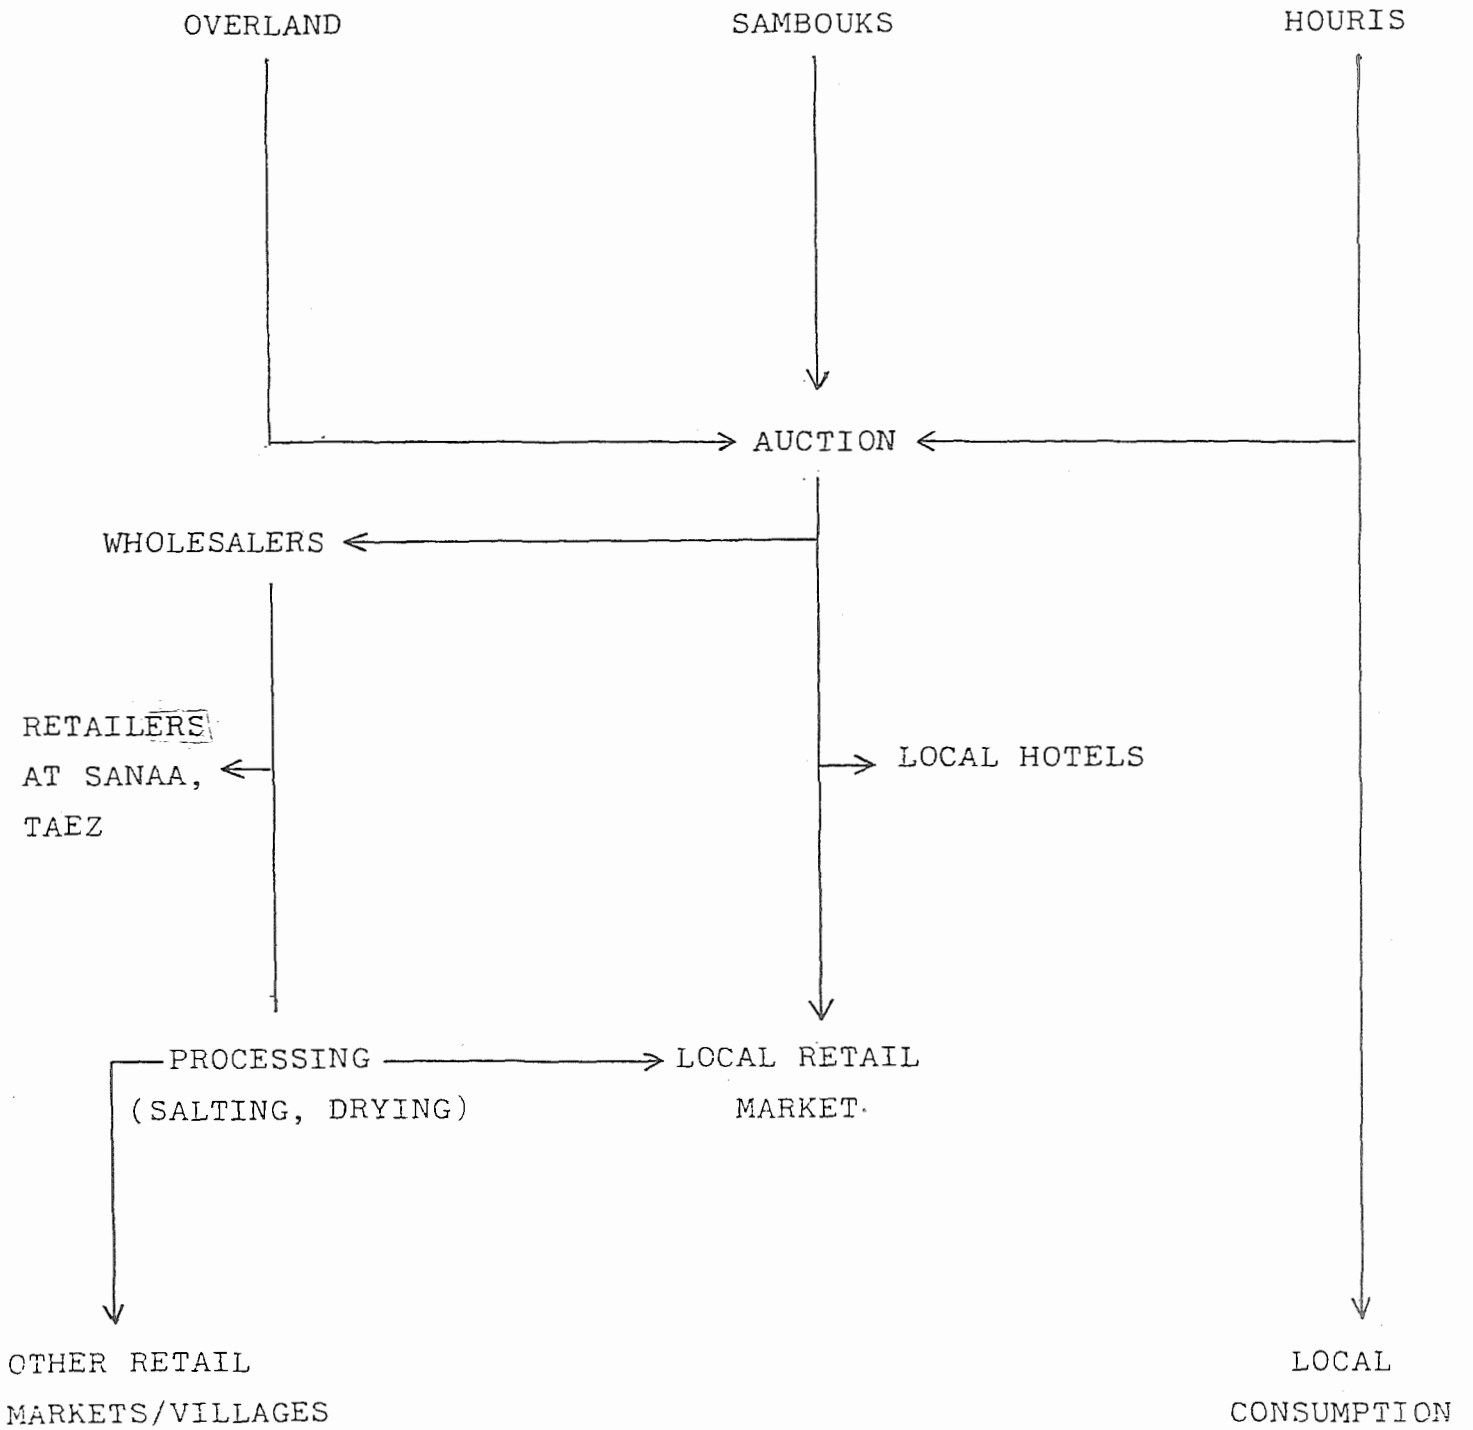 OVERLAND
SAMBOUKS
HOURIS
AUCTION
WHOLESALERS
RETAILERS
AT SANAA,
TAEZ
LOCAL HOTELS
PROCESSING
(SALTING, DRYING)
LOCAL RETAIL
MARKET.
OTHER RETAIL
MARKETS/VILLAGES
LOCAL
CONSUMPTION